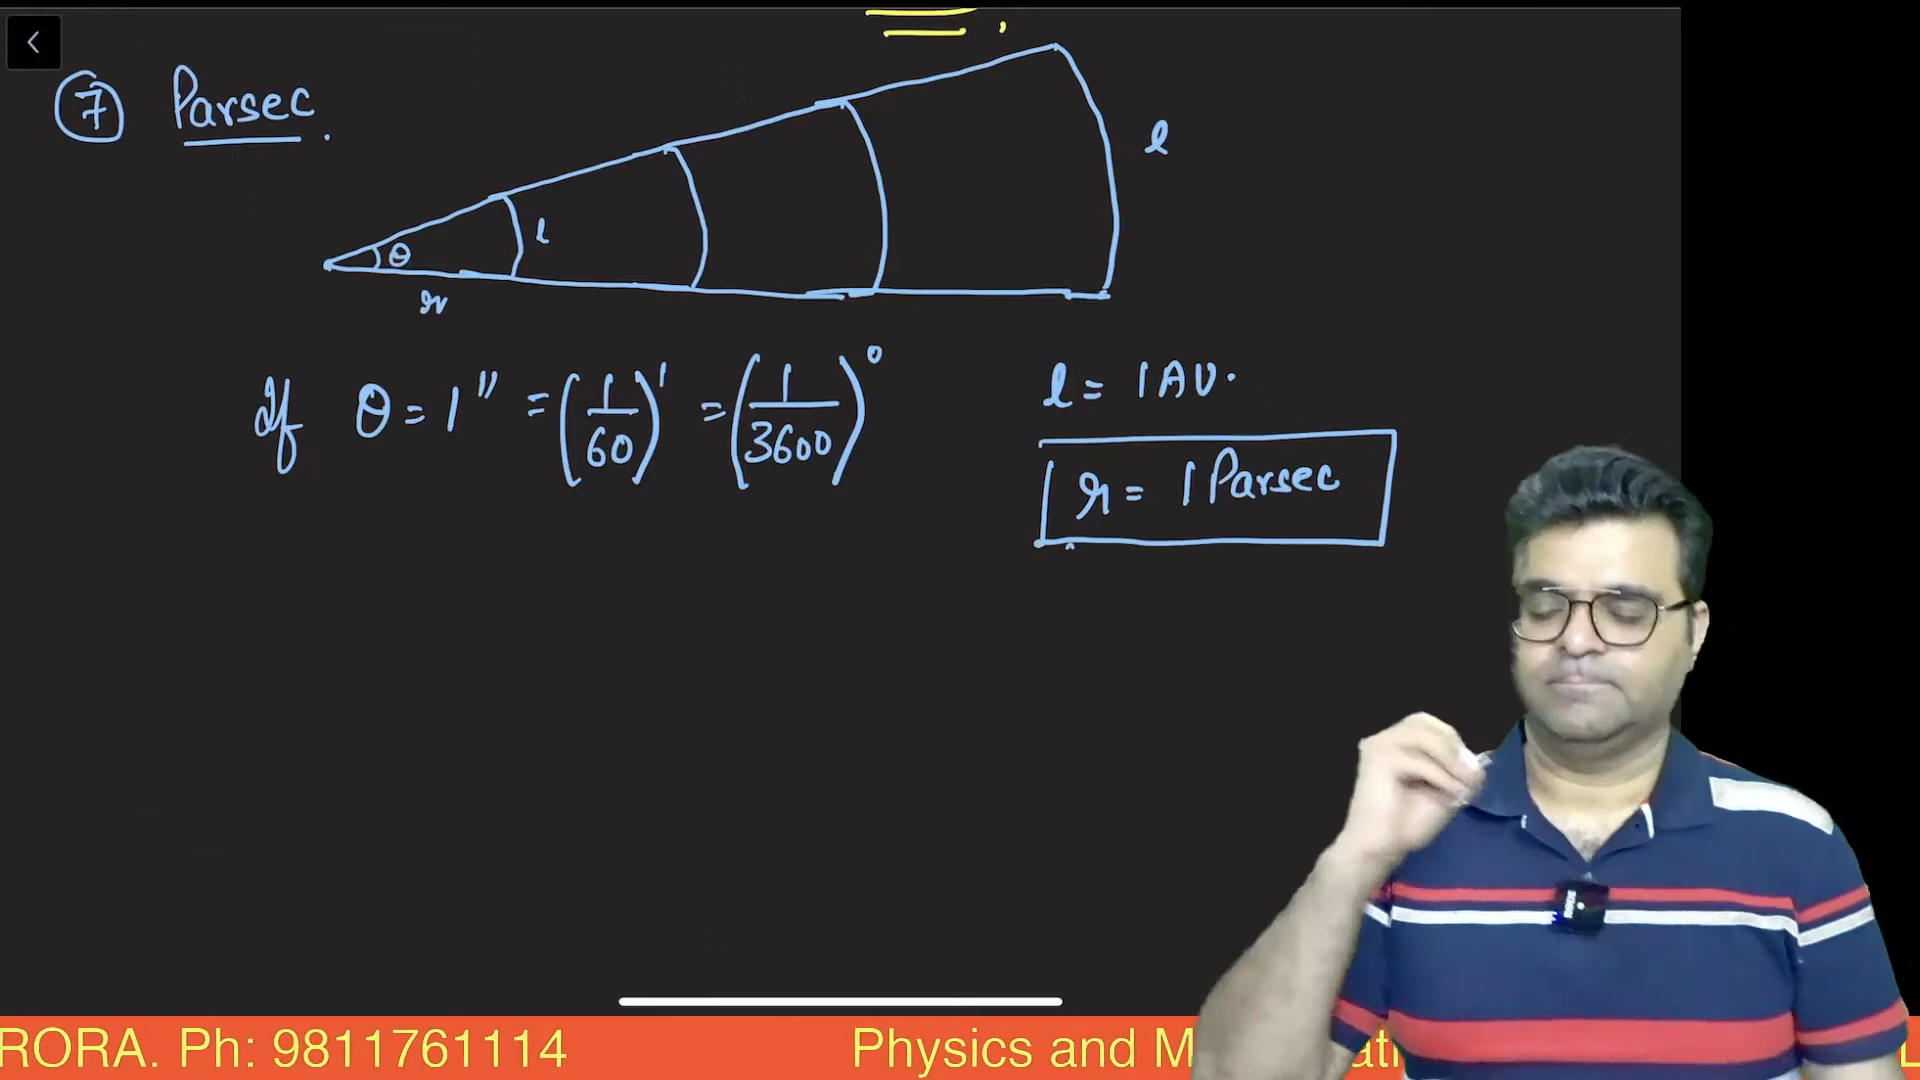 7 Parsec.
l
l
θ
r
If θ = 1" = (1/60)' = (1/3600)°
l = 1 AU.
r = 1 Parsec
RORA. Ph: 9811761114 Physics and M